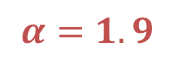 α = 1.9